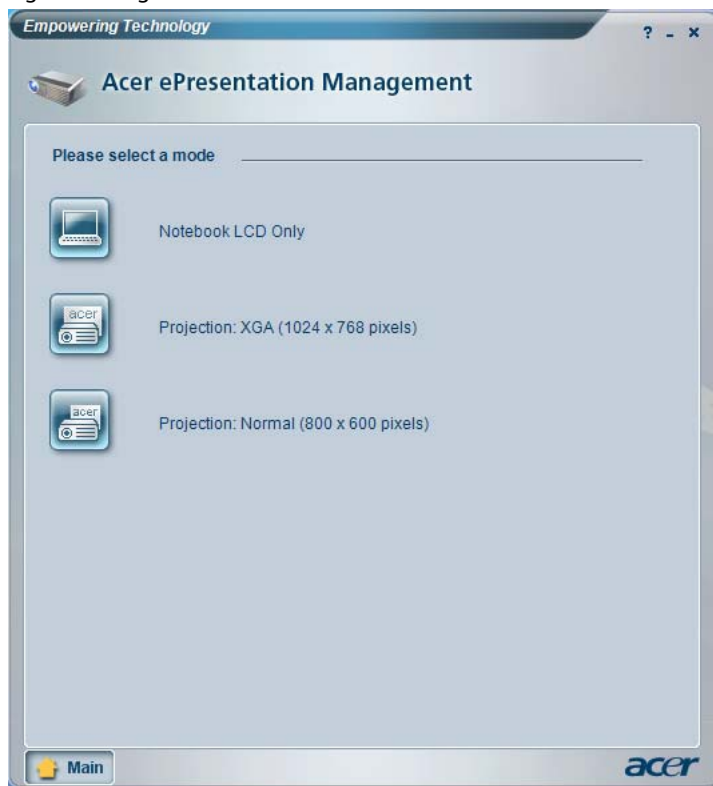 Empowering Technology
? - ×
Acer ePresentation Management
Please select a mode
Notebook LCD Only
acer
Projection: XGA (1024 x 768 pixels)
acer
Projection: Normal (800 x 600 pixels)
Main
acer